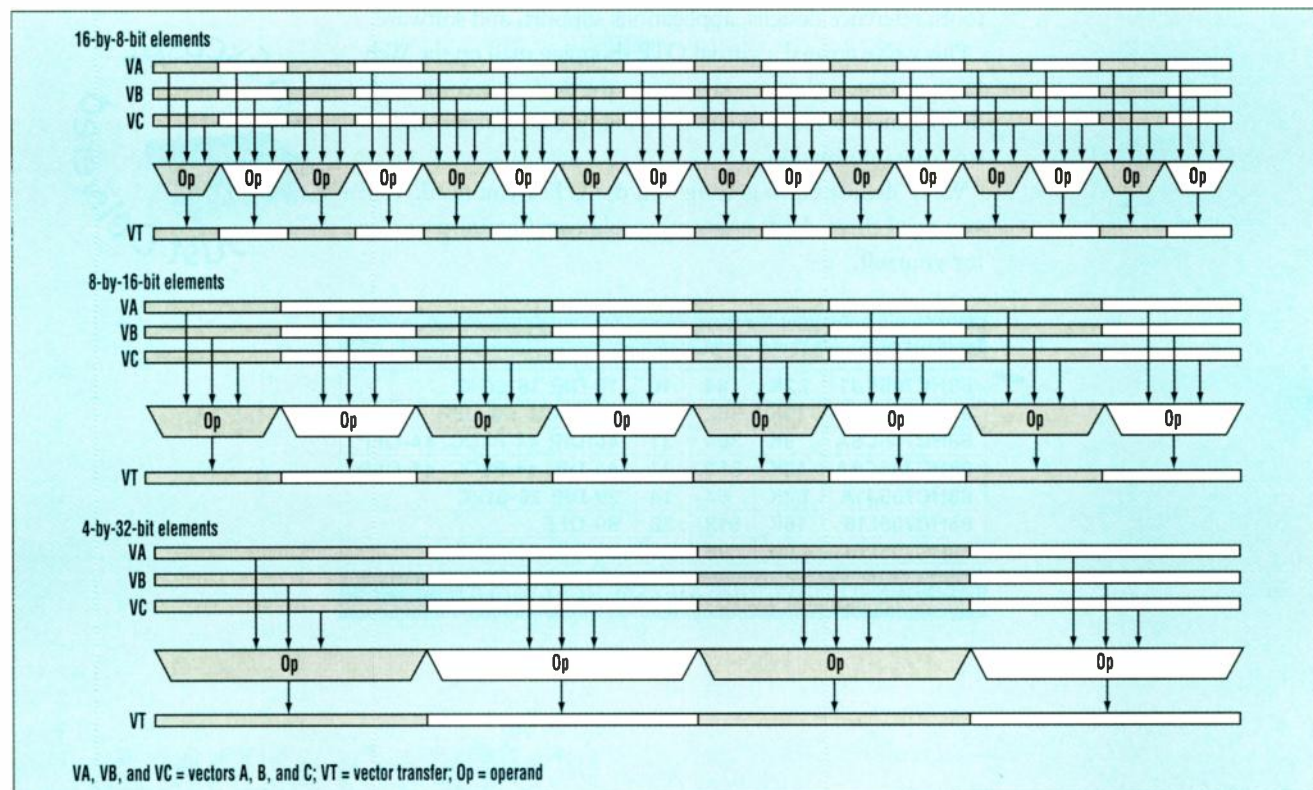 16-by-8-bit elements
VA
VB
VC
Op Op Op Op Op Op Op Op Op Op Op Op Op Op Op Op
VT
8-by-16-bit elements
VA
VB
VC
Op Op Op Op Op Op Op Op
VT
4-by-32-bit elements
VA
VB
VC
Op Op Op Op
VT
VA, VB, and VC = vectors A, B, and C; VT = vector transfer; Op = operand